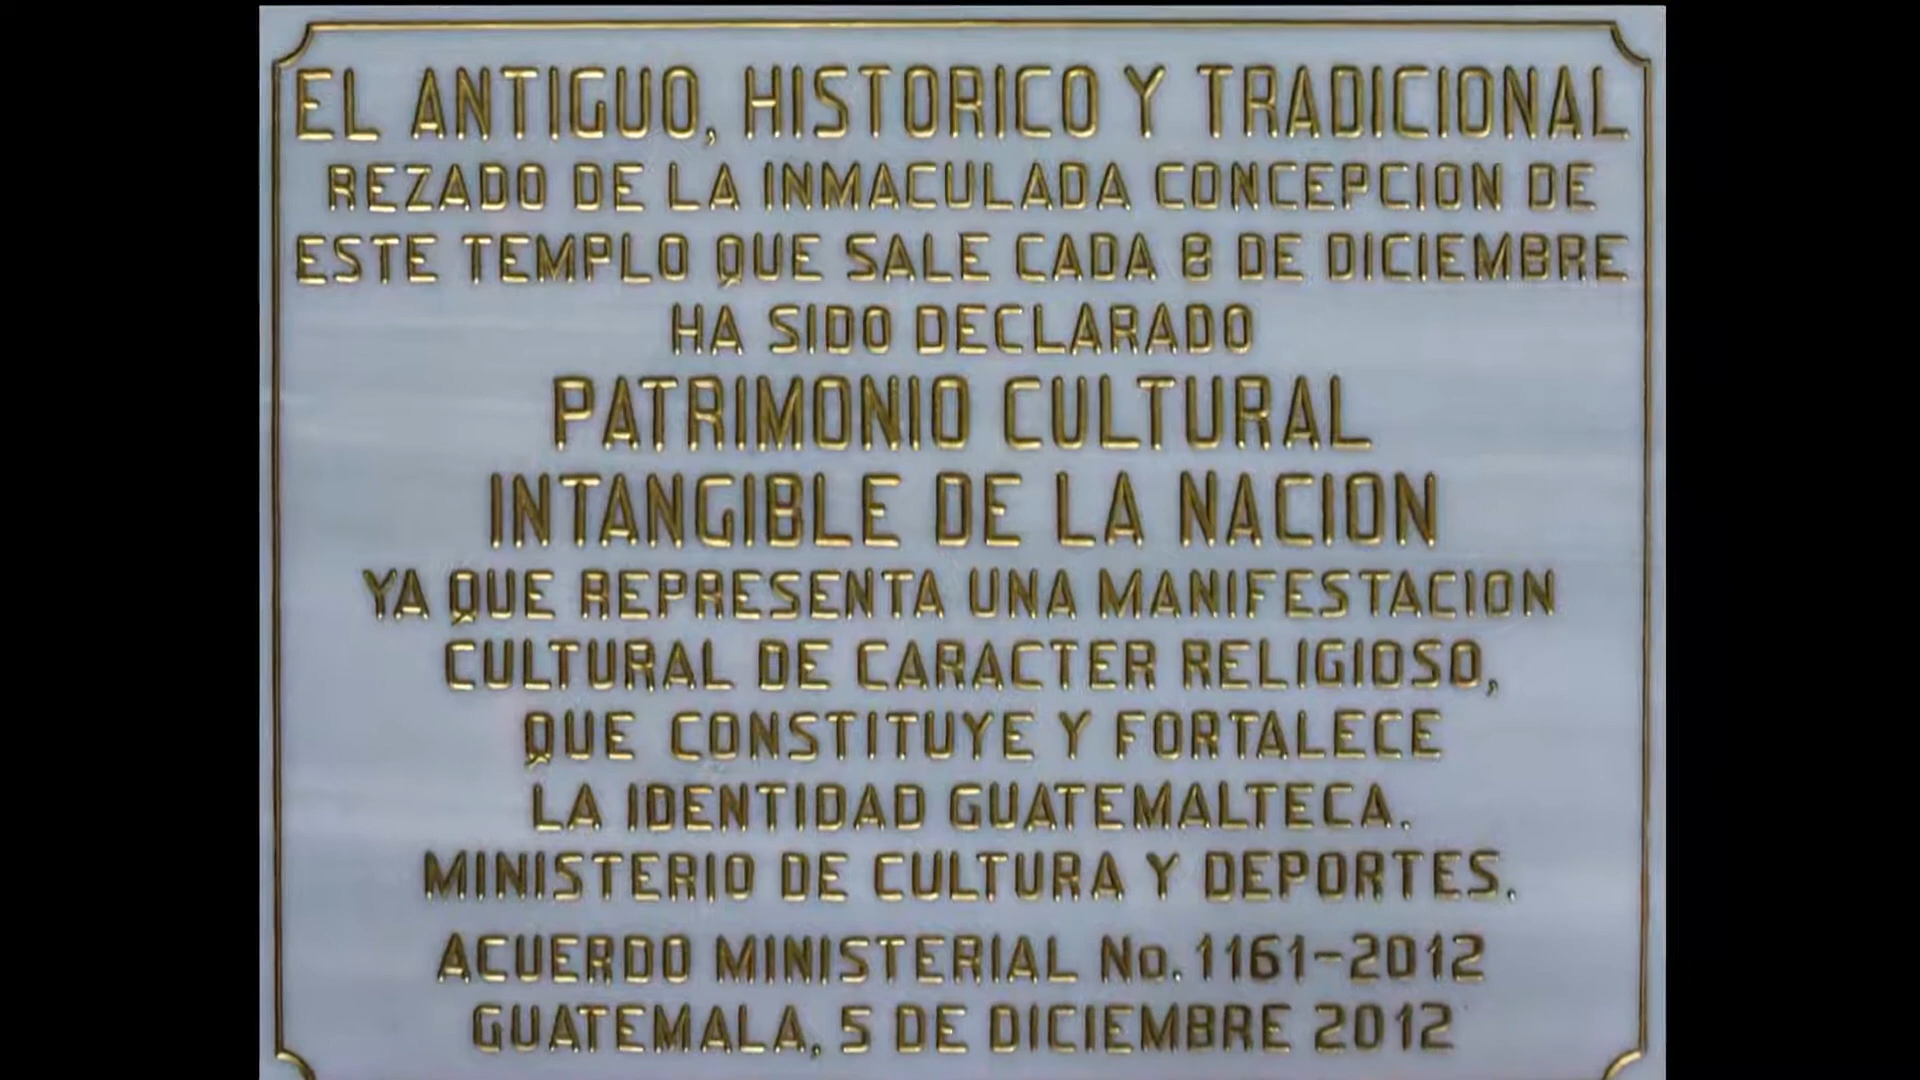 EL ANTIGUO, HISTORICO Y TRADICIONAL
REZADO DE LA INMACULADA CONCEPCION DE
ESTE TEMPLO QUE SALE CADA 8 DE DICIEMBRE
HA SIDO DECLARADO
PATRIMONIO CULTURAL
INTANGIBLE DE LA NACION
YA QUE REPRESENTA UNA MANIFESTACION
CULTURAL DE CARACTER RELIGIOSO,
QUE CONSTITUYE Y FORTALECE
LA IDENTIDAD GUATEMALTECA.
MINISTERIO DE CULTURA Y DEPORTES.
ACUERDO MINISTERIAL No. 1161-2012
GUATEMALA, 5 DE DICIEMBRE 2012